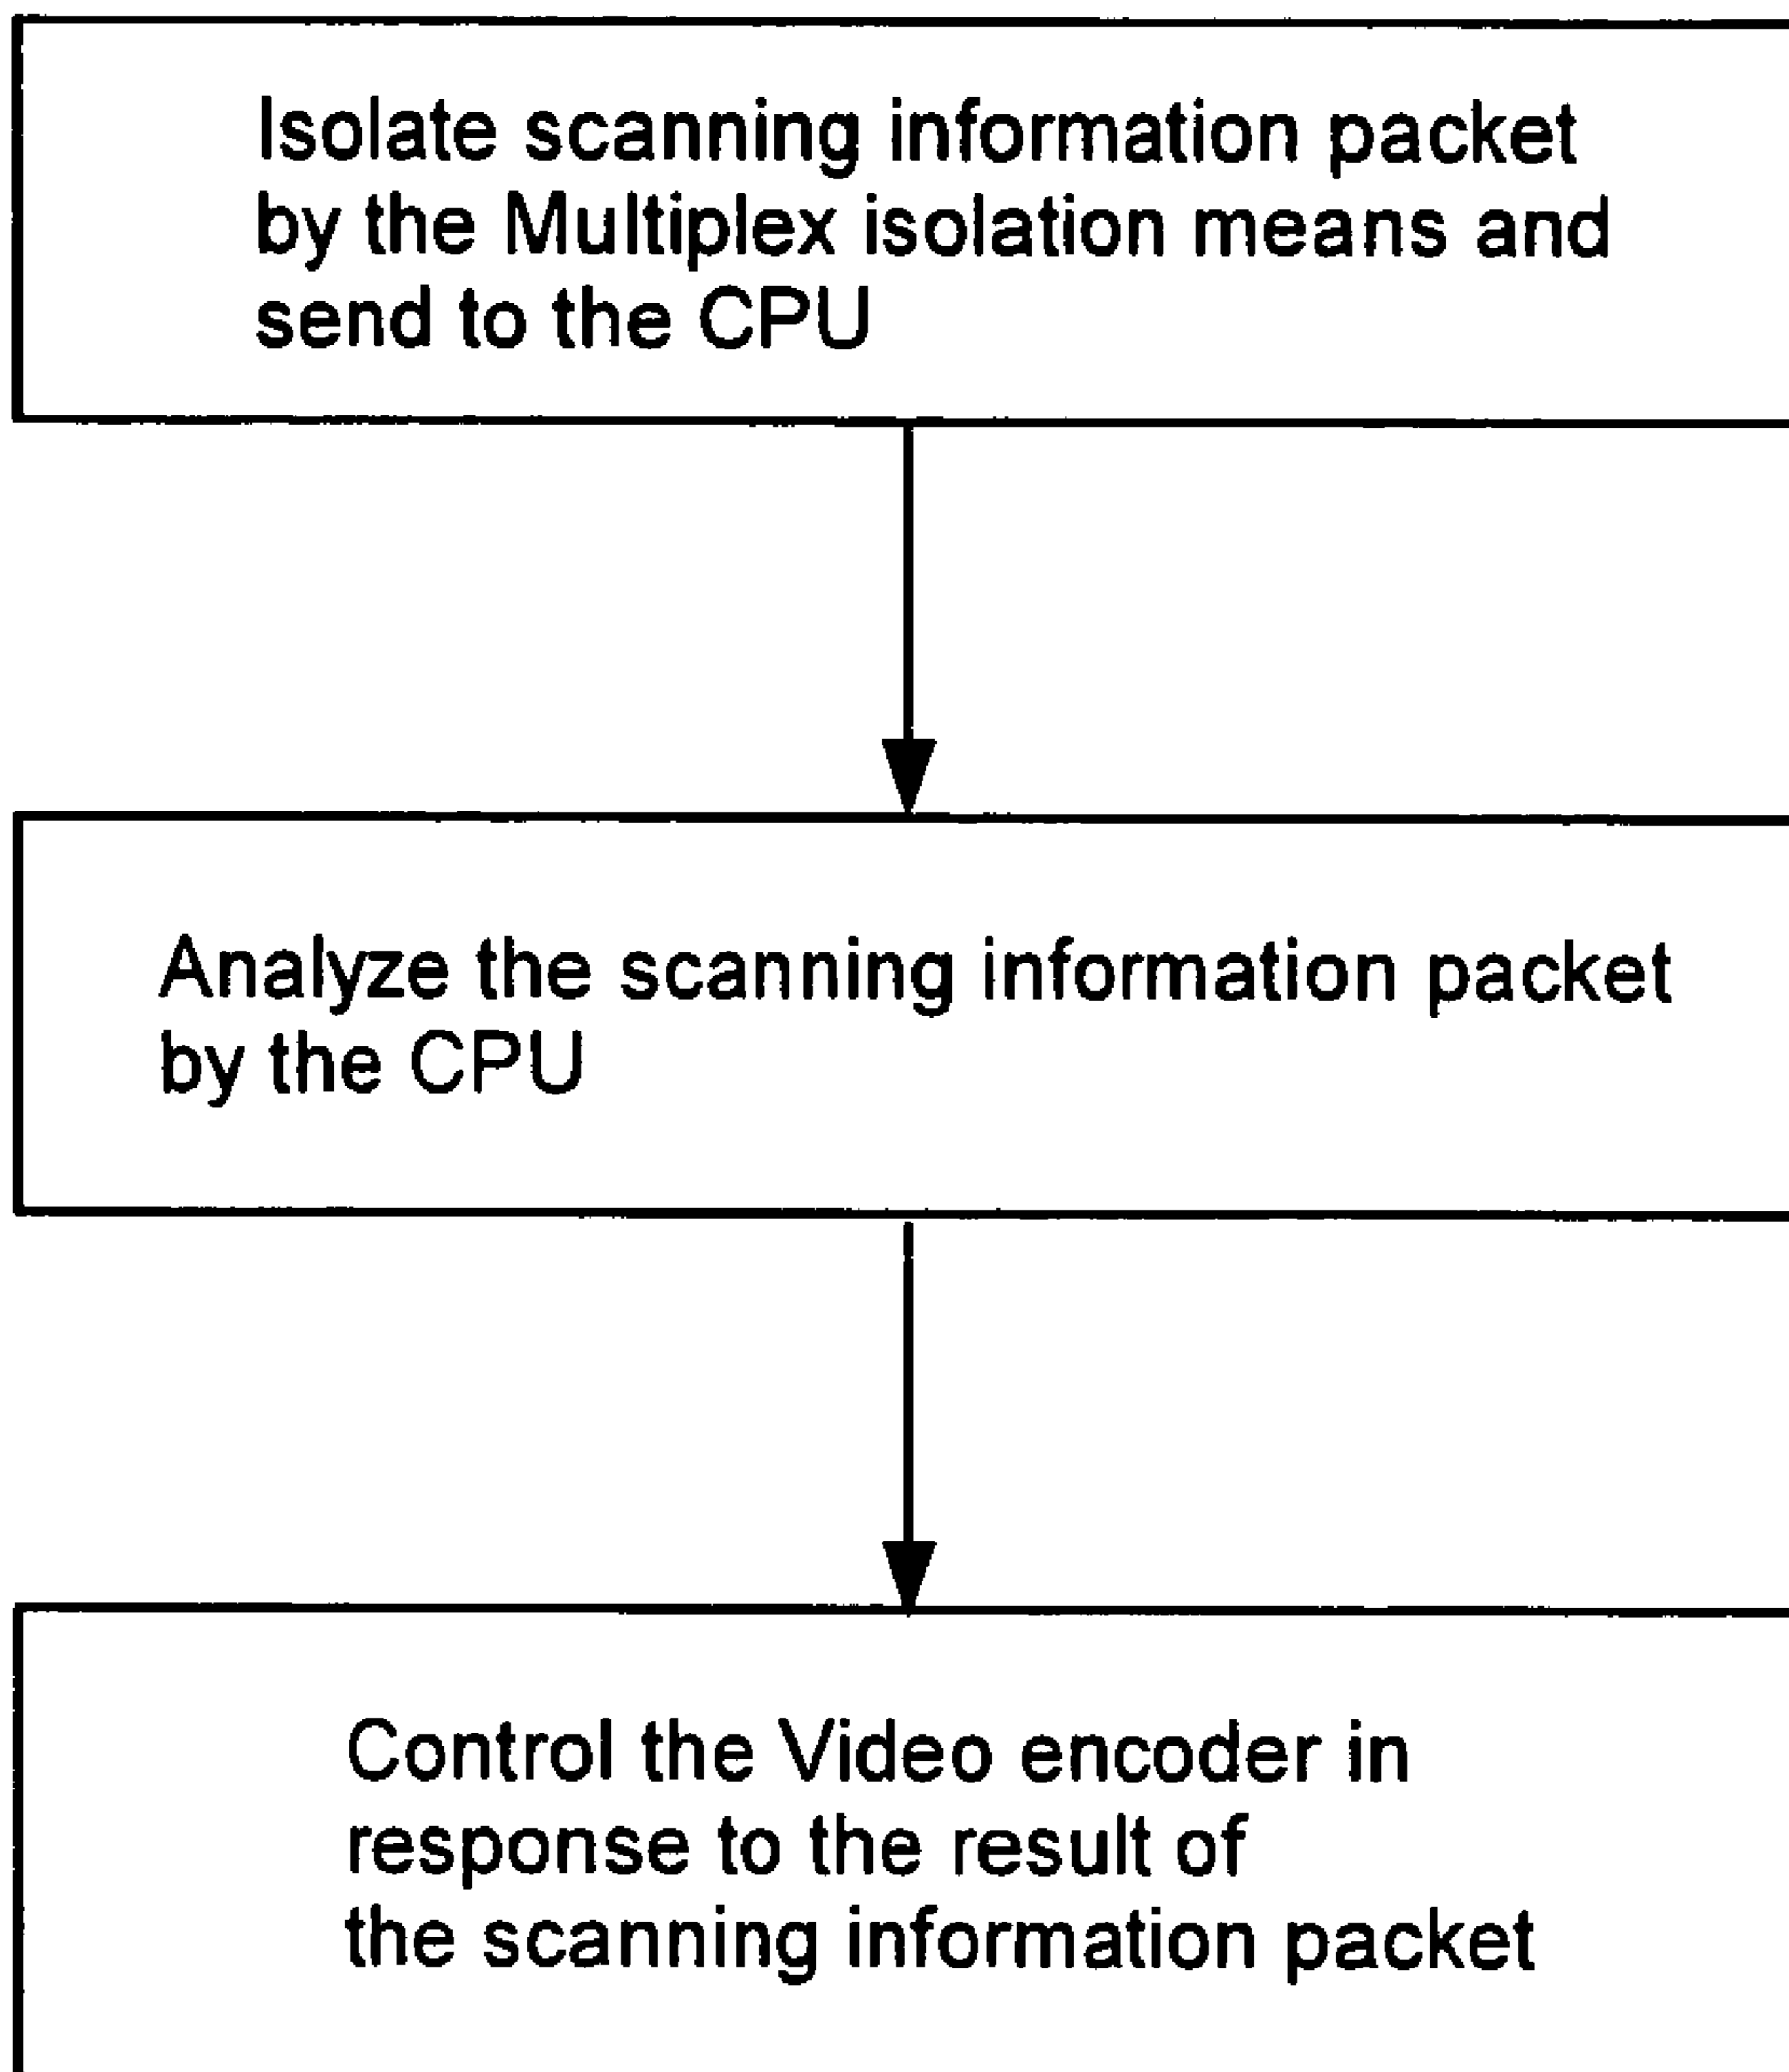 Isolate scanning information packet
by the Multiplex isolation means and
send to the CPU
Analyze the scanning information packet
by the CPU
Control the Video encoder in
response to the result of
the scanning information packet